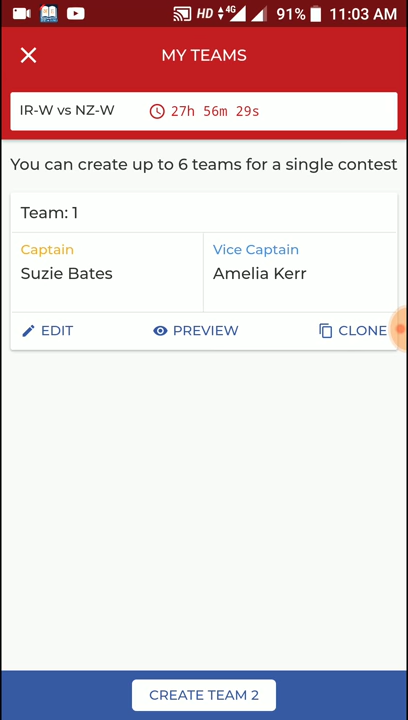 HD 4G 91% 11:03 AM
MY TEAMS
IR-W vs NZ-W 27h 56m 29s
You can create up to 6 teams for a single contest
Team: 1
Captain Vice Captain
Suzie Bates Amelia Kerr
EDIT PREVIEW CLONE
CREATE TEAM 2